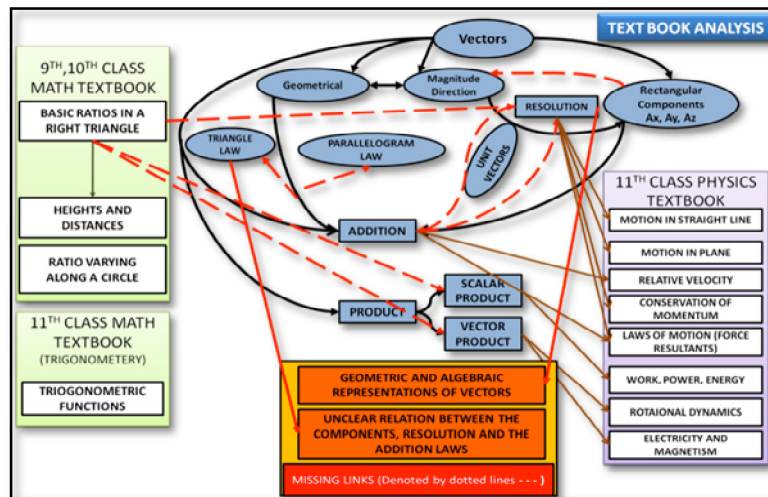 TEXT BOOK ANALYSIS
Vectors
9TH,10TH CLASS
MATH TEXTBOOK
BASIC RATIOS IN A
RIGHT TRIANGLE
HEIGHTS AND
DISTANCES
RATIO VARYING
ALONG A CIRCLE
11TH CLASS MATH
TEXTBOOK
(TRIGONOMETERY)
TRIOGONOMETRIC
FUNCTIONS
Geometrical
Magnitude
Direction
RESOLUTION
Rectangular
Components
Ax, Ay, Az
TRIANGLE
LAW
PARALLELOGRAM
LAW
UNIT
VECTORS
ADDITION
PRODUCT
SCALAR
PRODUCT
VECTOR
PRODUCT
11TH CLASS PHYSICS
TEXTBOOK
MOTION IN STRAIGHT LINE
MOTION IN PLANE
RELATIVE VELOCITY
CONSERVATION OF
MOMENTUM
LAWS OF MOTION (FORCE
RESULTANTS)
WORK, POWER, ENERGY
ROTAIONAL DYNAMICS
ELECTRICITY AND
MAGNETISM
GEOMETRIC AND ALGEBRAIC
REPRESENTATIONS OF VECTORS
UNCLEAR RELATION BETWEEN THE
COMPONENTS, RESOLUTION AND THE
ADDITION LAWS
MISSING LINKS (Denoted by dotted lines - - - )